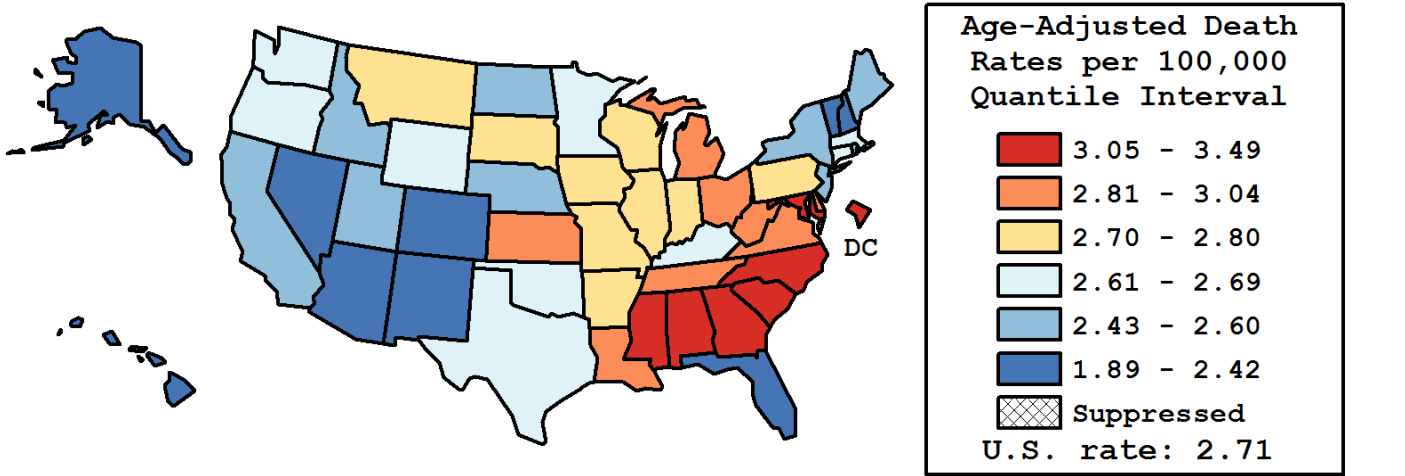 Age-Adjusted Death
Rates per 100,000
Quantile Interval
3.05 - 3.49
2.81 - 3.04
2.70 - 2.80
2.61 - 2.69
2.43 - 2.60
1.89 - 2.42
Suppressed
U.S. rate: 2.71
DC